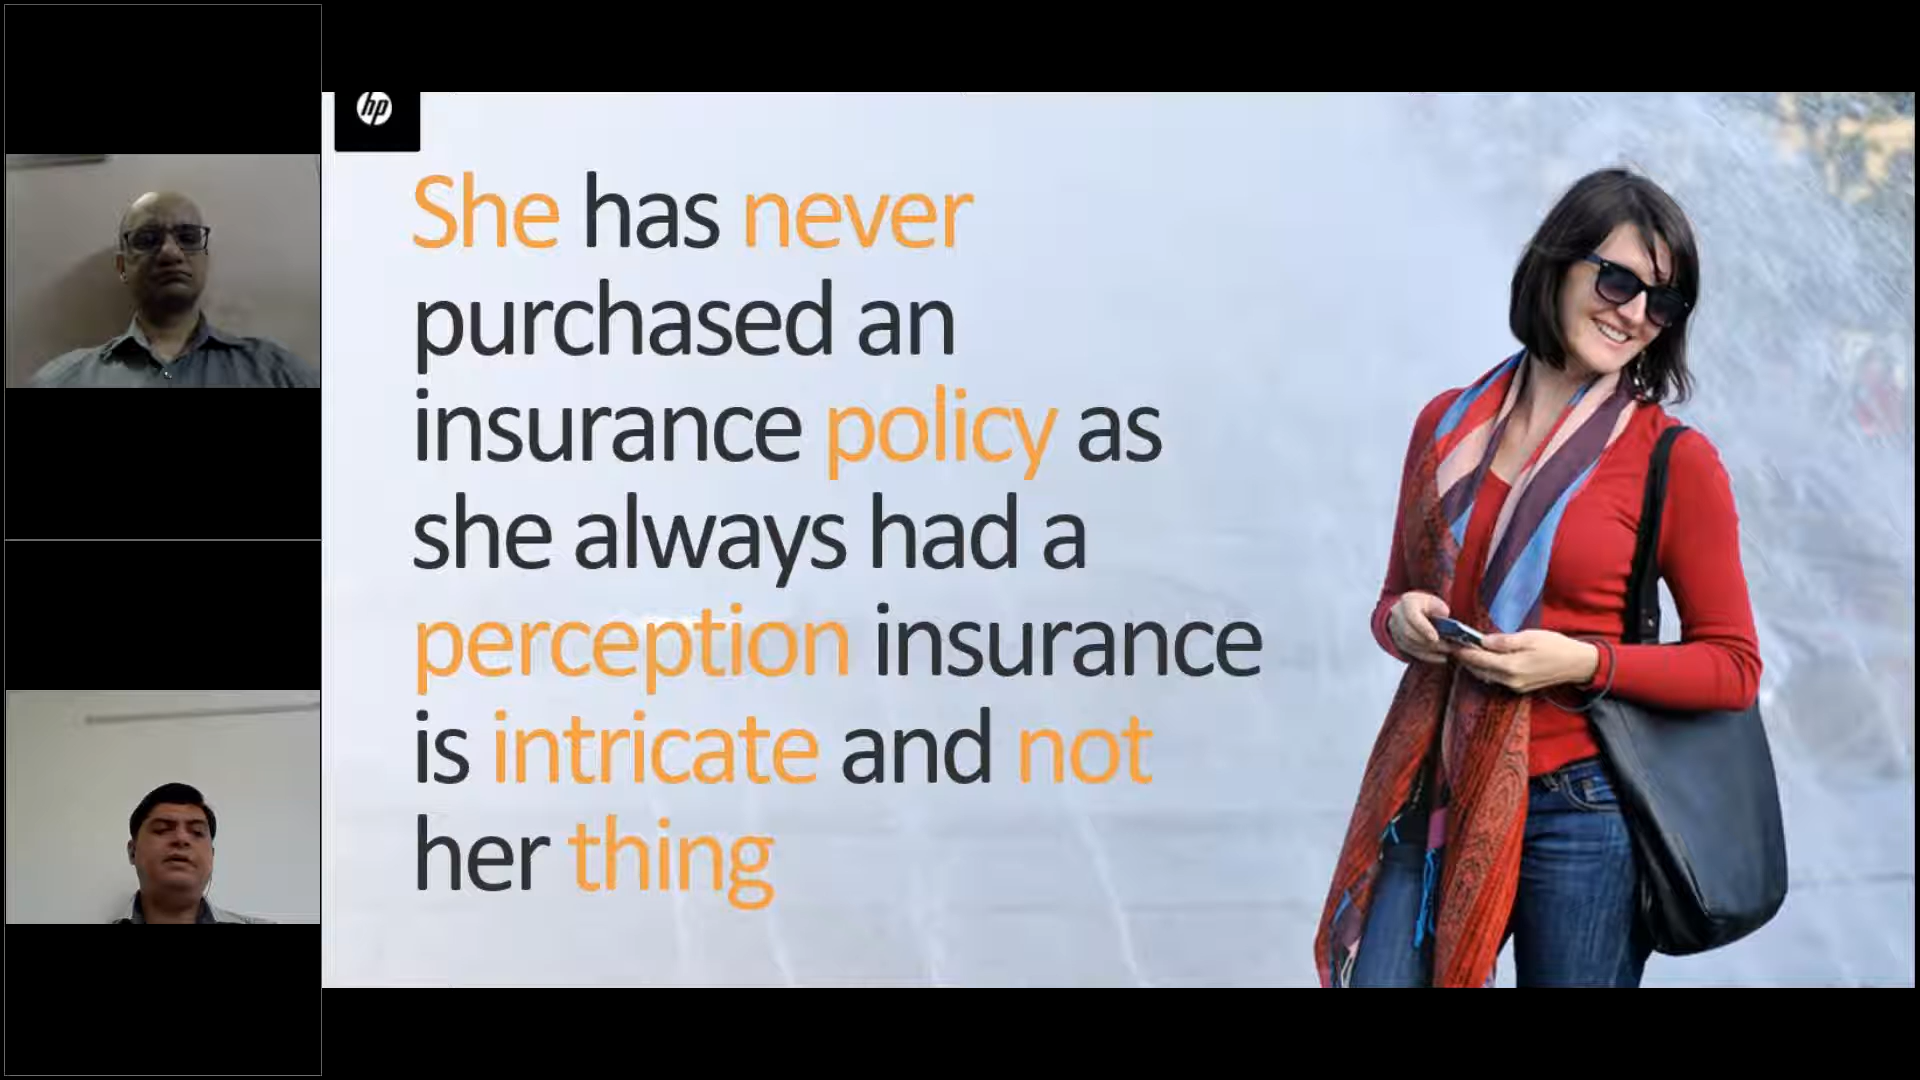 hp
She has never
purchased an
insurance policy as
she always had a
perception insurance
is intricate and not
her thing